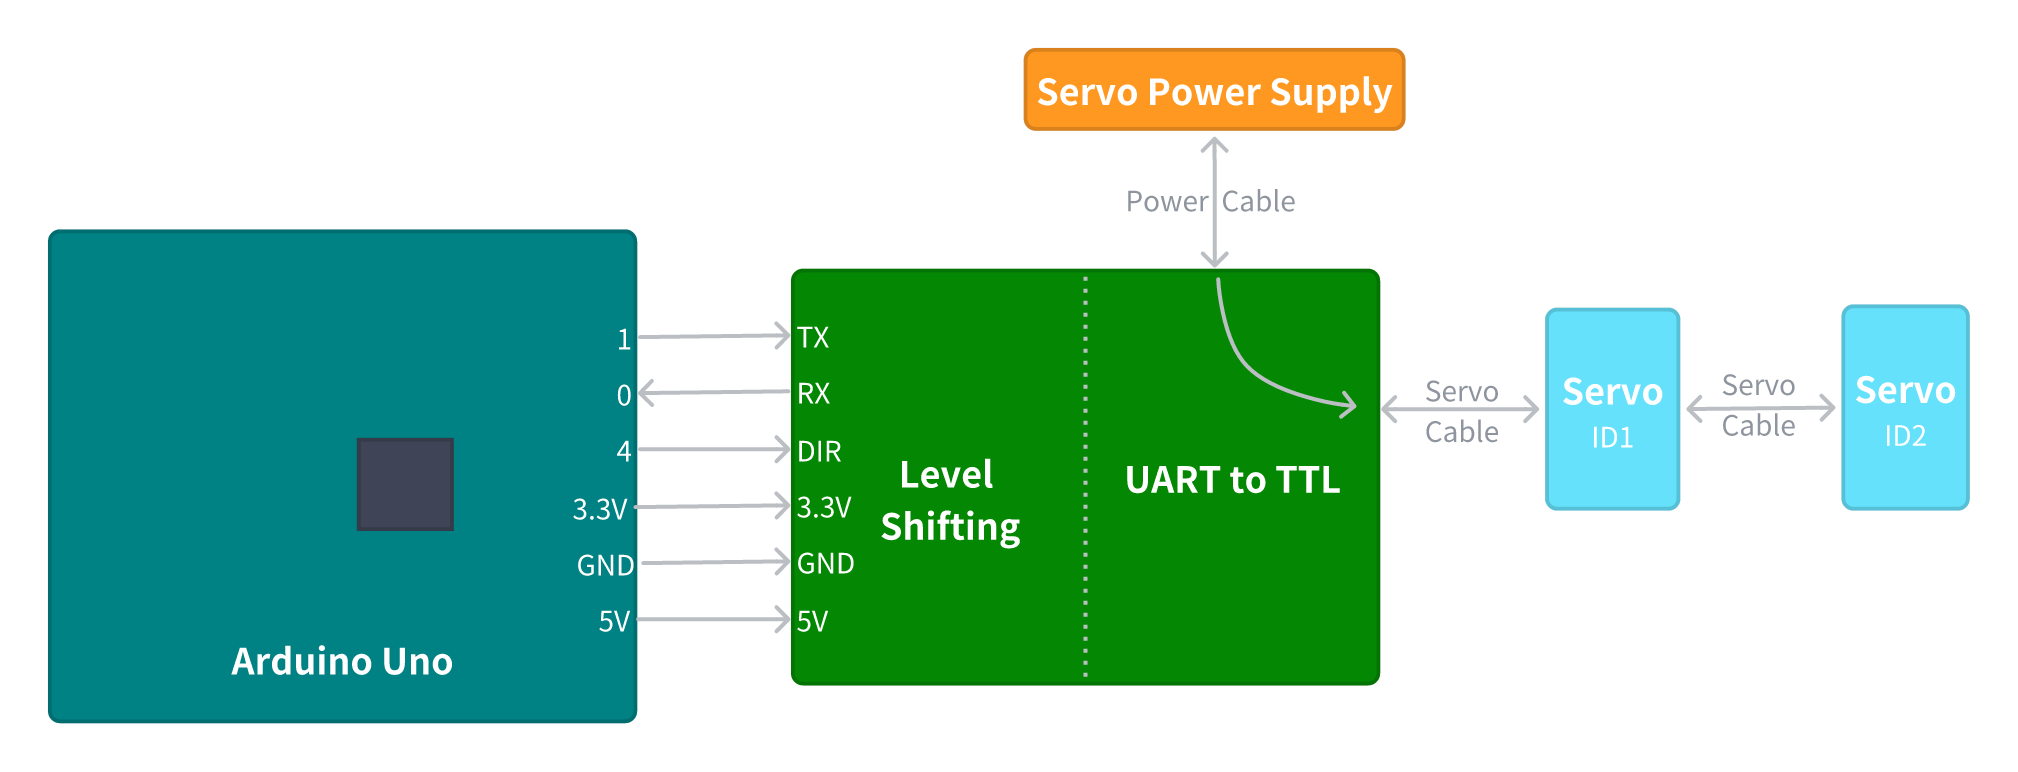 Servo Power Supply
Power Cable
1
0
4
3.3V
GND
5V
Arduino Uno
TX
RX
DIR
3.3V
GND
5V
Level
Shifting
UART to TTL
Servo
Cable
Servo
ID1
Servo
Cable
Servo
ID2